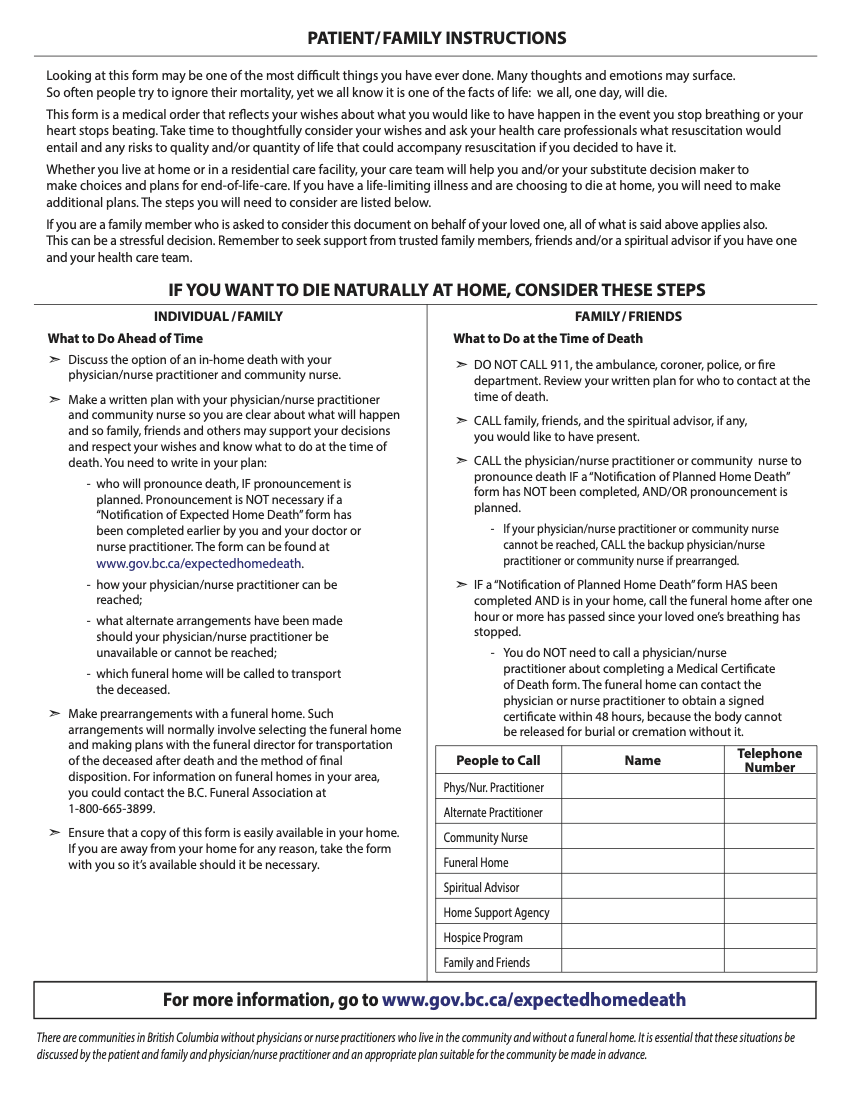 PATIENT/FAMILY INSTRUCTIONS
Looking at this form may be one of the most difficult things you have ever done. Many thoughts and emotions may surface.
So often people try to ignore their mortality, yet we all know it is one of the facts of life:  we all, one day, will die.
This form is a medical order that reflects your wishes about what you would like to have happen in the event you stop breathing or your
heart stops beating. Take time to thoughtfully consider your wishes and ask your health care professionals what resuscitation would
entail and any risks to quality and/or quantity of life that could accompany resuscitation if you decided to have it.
Whether you live at home or in a residential care facility, your care team will help you and/or your substitute decision maker to
make choices and plans for end-of-life-care. If you have a life-limiting illness and are choosing to die at home, you will need to make
additional plans. The steps you will need to consider are listed below.
If you are a family member who is asked to consider this document on behalf of your loved one, all of what is said above applies also.
This can be a stressful decision. Remember to seek support from trusted family members, friends and/or a spiritual advisor if you have one
and your health care team.
IF YOU WANT TO DIE NATURALLY AT HOME, CONSIDER THESE STEPS
INDIVIDUAL/FAMILY
What to Do Ahead of Time
➣ Discuss the option of an in-home death with your
physician/nurse practitioner and community nurse.
➣ Make a written plan with your physician/nurse practitioner
and community nurse so you are clear about what will happen
and so family, friends and others may support your decisions
and respect your wishes and know what to do at the time of
death. You need to write in your plan:
- who will pronounce death, IF pronouncement is
planned. Pronouncement is NOT necessary if a
“Notification of Expected Home Death” form has
been completed earlier by you and your doctor or
nurse practitioner. The form can be found at
www.gov.bc.ca/expectedhomedeath.
- how your physician/nurse practitioner can be
reached;
- what alternate arrangements have been made
should your physician/nurse practitioner be
unavailable or cannot be reached;
- which funeral home will be called to transport
the deceased.
➣ Make prearrangements with a funeral home. Such
arrangements will normally involve selecting the funeral home
and making plans with the funeral director for transportation
of the deceased after death and the method of final
disposition. For information on funeral homes in your area,
you could contact the B.C. Funeral Association at
1-800-665-3899.
➣ Ensure that a copy of this form is easily available in your home.
If you are away from your home for any reason, take the form
with you so it’s available should it be necessary.
FAMILY/FRIENDS
What to Do at the Time of Death
➣ DO NOT CALL 911, the ambulance, coroner, police, or fire
department. Review your written plan for who to contact at the
time of death.
➣ CALL family, friends, and the spiritual advisor, if any,
you would like to have present.
➣ CALL the physician/nurse practitioner or community  nurse to
pronounce death IF a “Notification of Planned Home Death”
form has NOT been completed, AND/OR pronouncement is
planned.
- If your physician/nurse practitioner or community nurse
cannot be reached, CALL the backup physician/nurse
practitioner or community nurse if prearranged.
➣ IF a “Notification of Planned Home Death” form HAS been
completed AND is in your home, call the funeral home after one
hour or more has passed since your loved one’s breathing has
stopped.
- You do NOT need to call a physician/nurse
practitioner about completing a Medical Certificate
of Death form. The funeral home can contact the
physician or nurse practitioner to obtain a signed
certificate within 48 hours, because the body cannot
be released for burial or cremation without it.
People to Call Name Telephone
Number
Phys/Nur. Practitioner
Alternate Practitioner
Community Nurse
Funeral Home
Spiritual Advisor
Home Support Agency
Hospice Program
Family and Friends
For more information, go to www.gov.bc.ca/expectedhomedeath
There are communities in British Columbia without physicians or nurse practitioners who live in the community and without a funeral home. It is essential that these situations be
discussed by the patient and family and physician/nurse practitioner and an appropriate plan suitable for the community be made in advance.